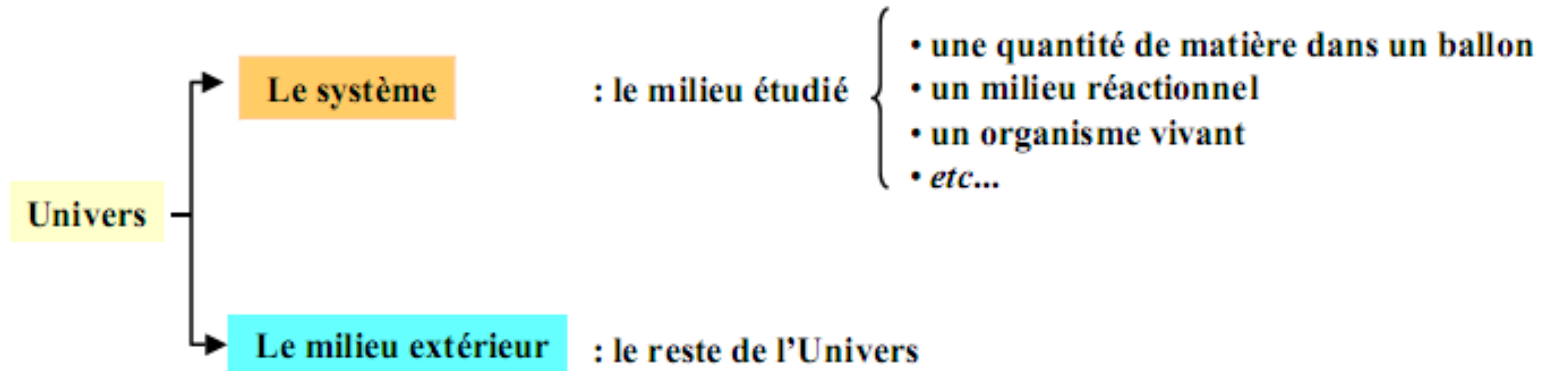 Le système : le milieu étudié
• une quantité de matière dans un ballon
• un milieu réactionnel
• un organisme vivant
• etc...
Univers
Le milieu extérieur : le reste de l'Univers